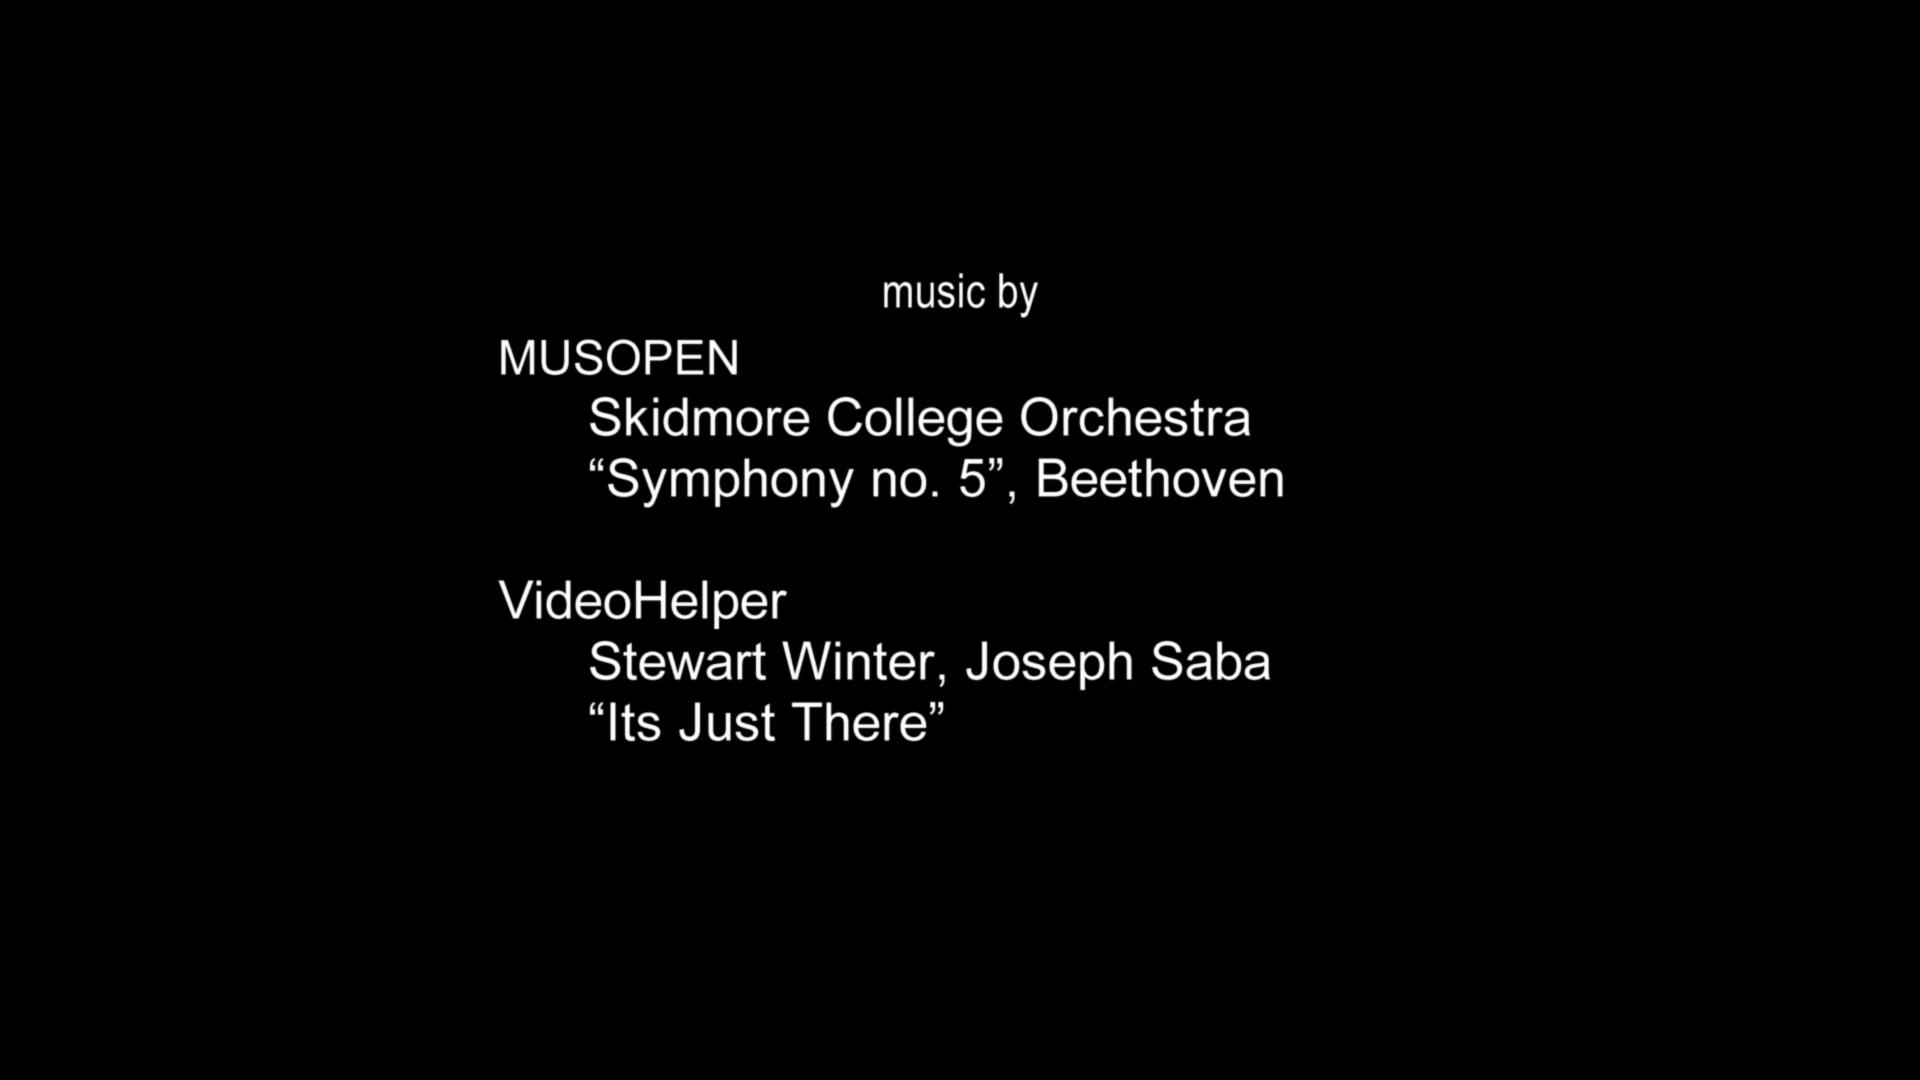 music by
MUSOPEN
Skidmore College Orchestra
“Symphony no. 5”, Beethoven
VideoHelper
Stewart Winter, Joseph Saba
“Its Just There”